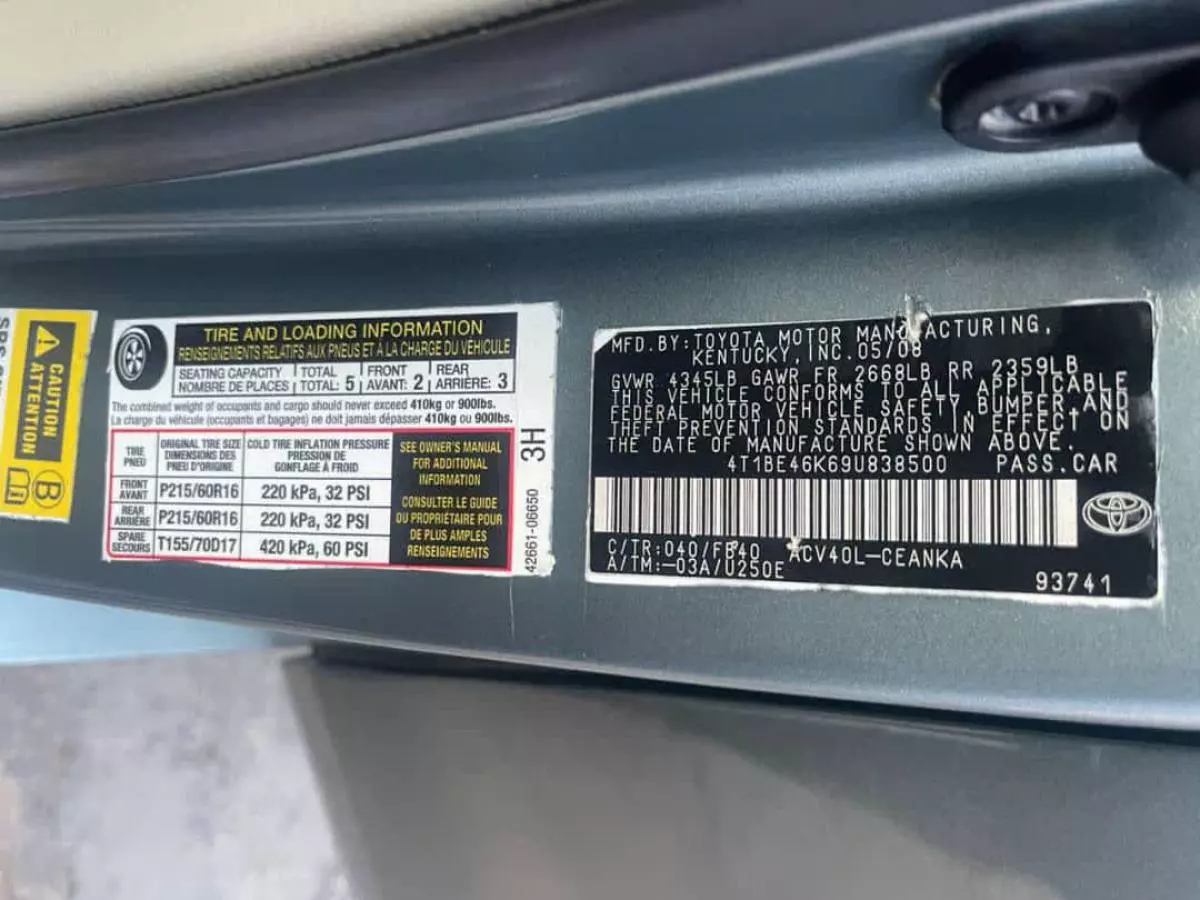 CAUTION
ATTENTION
B
TIRE AND LOADING INFORMATION
RENSEIGNEMENTS RELATIFS AUX PNEUS ET À LA CHARGE DU VÉHICULE
SEATING CAPACITY TOTAL FRONT REAR
NOMBRE DE PLACES TOTAL: 5 AVANT: 2 ARRIÈRE: 3
The combined weight of occupants and cargo should never exceed 410kg or 900lbs.
La charge du véhicule (occupants et bagages) ne doit jamais dépasser 410kg ou 900lbs.
TIRE PNEU
ORIGINAL TIRE SIZE
DIMENSIONS DES
PNEU D'ORIGINE
COLD TIRE INFLATION PRESSURE
PRESSION DE
GONFLAGE À FROID
FRONT AVANT P215/60R16 220 kPa, 32 PSI
REAR ARRIÈRE P215/60R16 220 kPa, 32 PSI
SPARE SECOURS T155/70D17 420 kPa, 60 PSI
SEE OWNER'S MANUAL
FOR ADDITIONAL
INFORMATION
CONSULTER LE GUIDE
DU PROPRIÉTAIRE POUR
DE PLUS AMPLES
RENSEIGNEMENTS
3H
42661-06650
MFD.BY:TOYOTA MOTOR MANUFACTURING,
KENTUCKY, INC.05/08
GVWR 4345LB GAWR FR 2668LB RR 2359LB
THIS VEHICLE CONFORMS TO ALL APPLICABLE
FEDERAL MOTOR VEHICLE SAFETY,BUMPER,AND
THEFT PREVENTION STANDARDS IN EFFECT ON
THE DATE OF MANUFACTURE SHOWN ABOVE.
4T1BE46K69U838500 PASS.CAR
C/TR:040/FB40 ACV40L-CEANKA
A/TM:-03A/U250E
93741